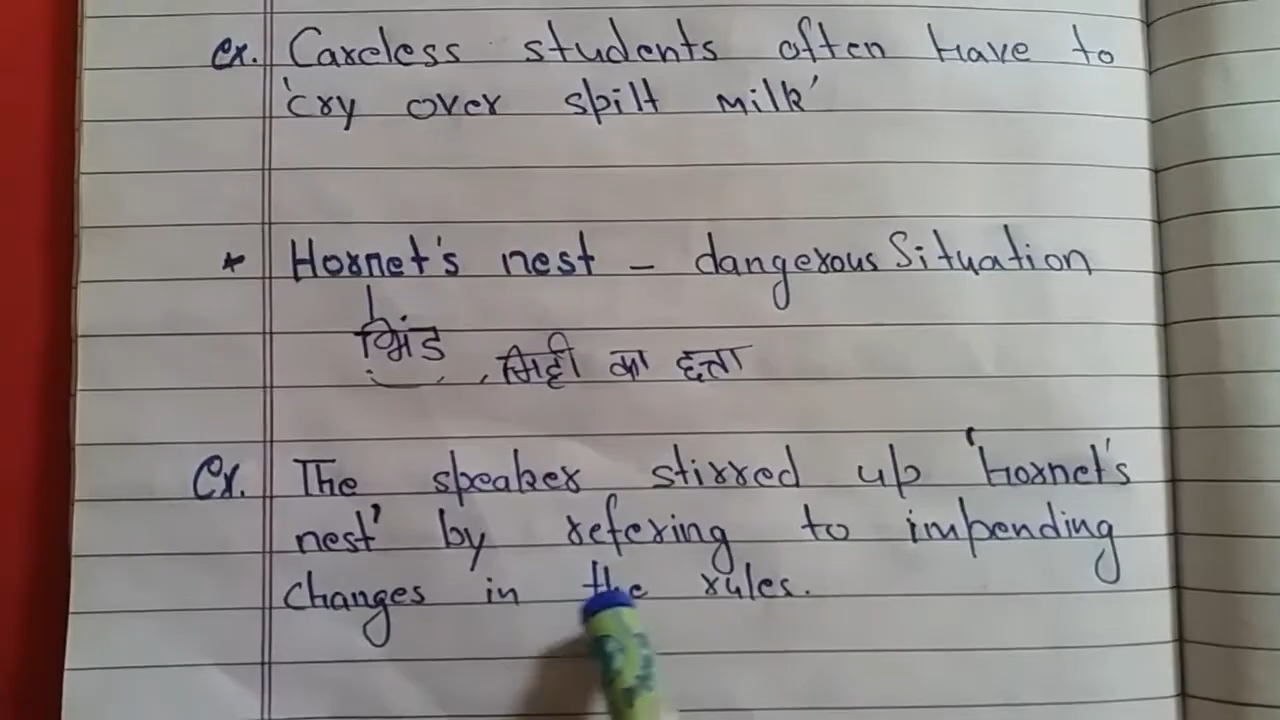 ex. Careless students often have to
'cry over spilt milk'
* Hornet's nest - dangerous Situation
भिंड , मिट्टी का छत्ता
Ex. The speaker stirred up 'hornet's
nest' by refering to impending
changes in the rules.